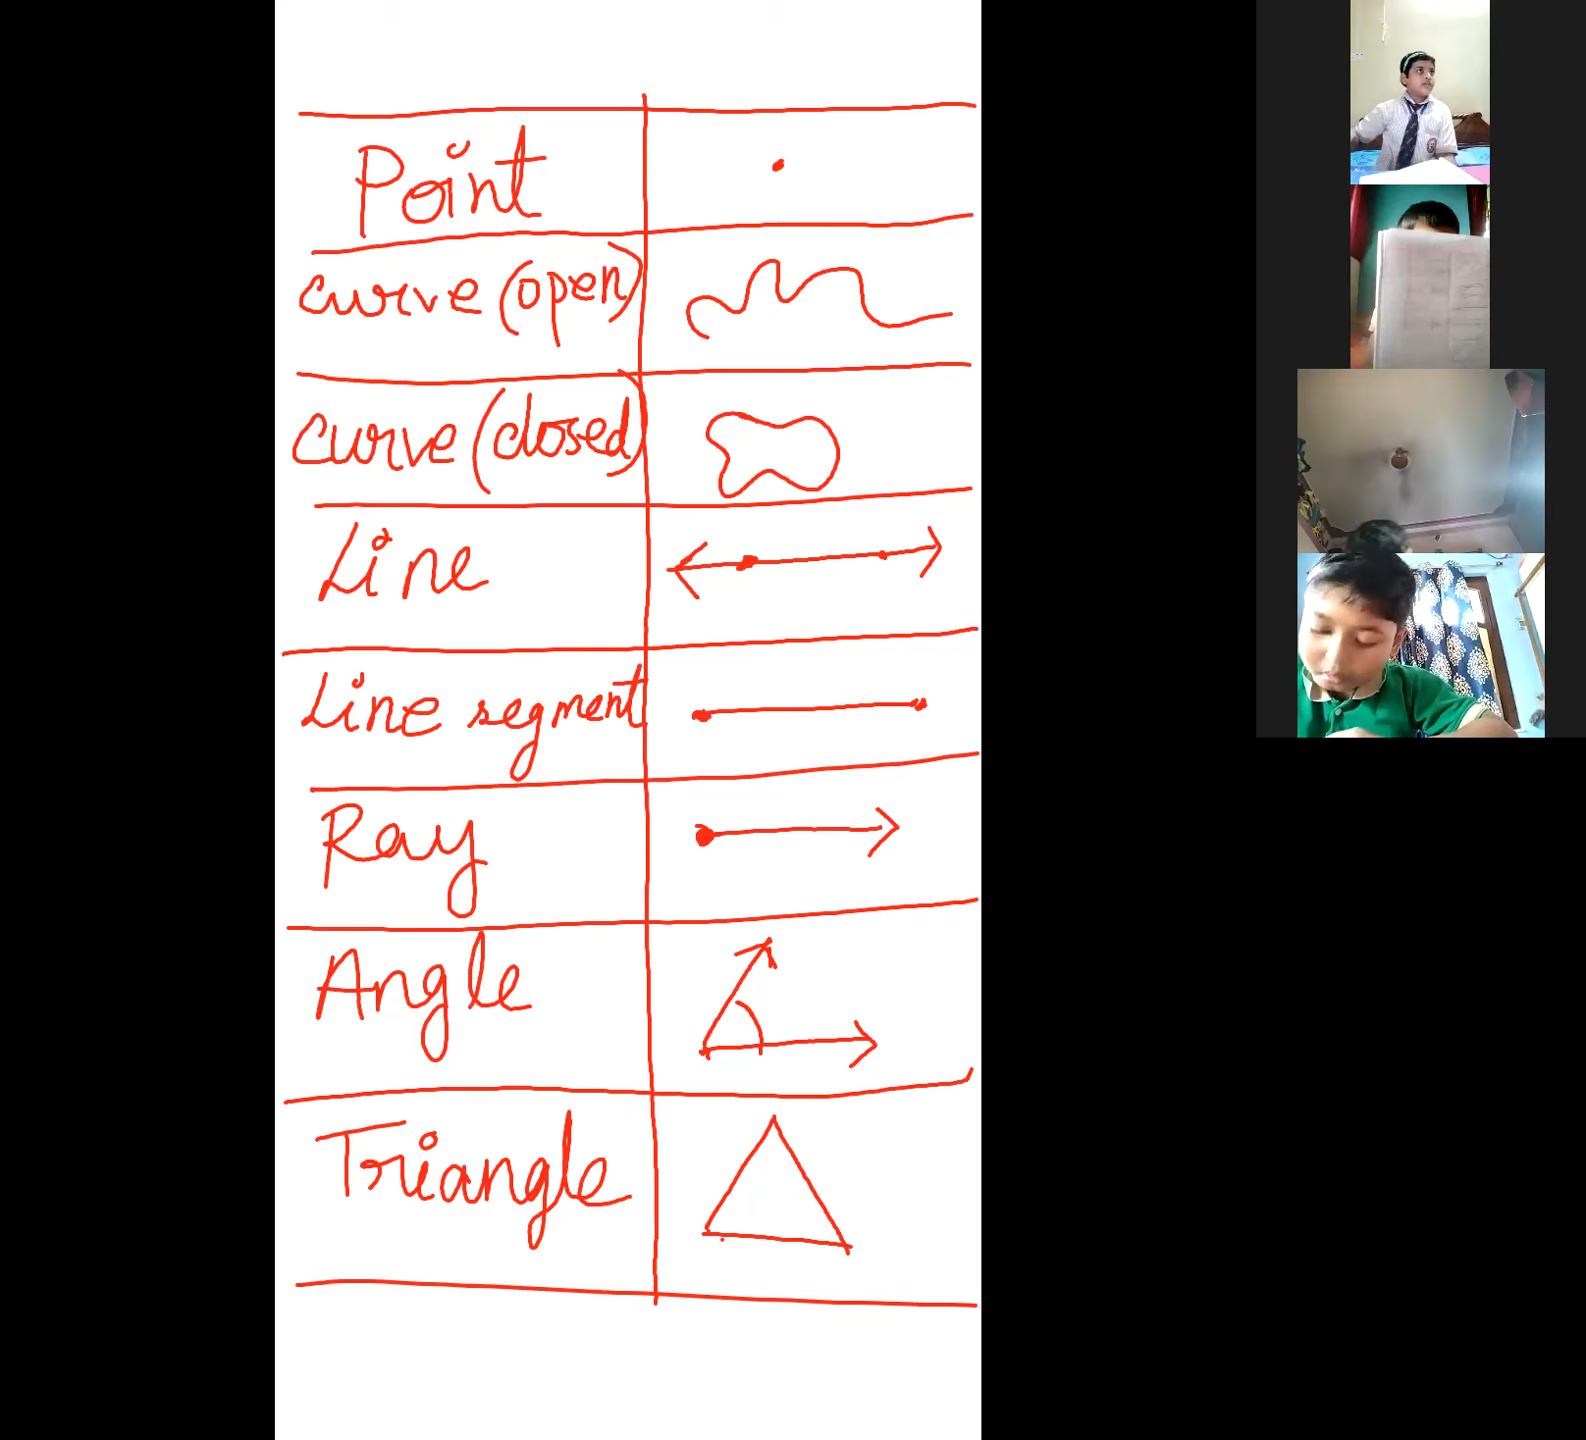 Point
curve (open)
curve (closed)
Line
Line segment
Ray
Angle
Triangle